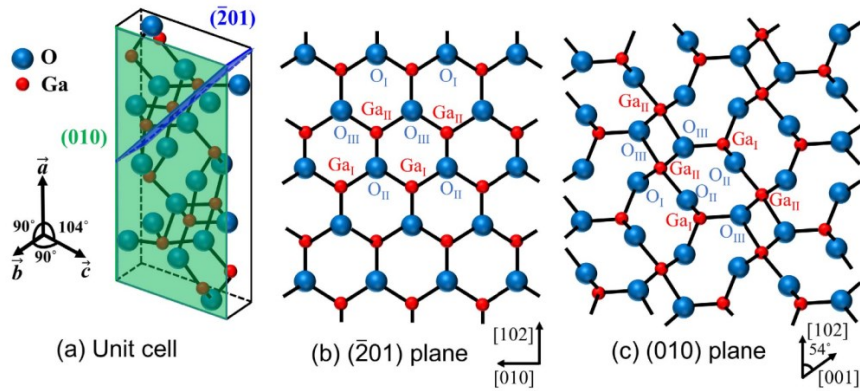 (2̄01)
O
Ga
(010)
a⃗
90° 104°
90°
b⃗ c⃗
(a) Unit cell
O_I O_I
Ga_II Ga_II
O_III O_III
Ga_I Ga_I
O_II O_II
[102]
[010]
(b) (2̄01) plane
Ga_II
O_III Ga_I
O_III
Ga_II O_II
O_I O_II Ga_II
Ga_I O_III
[102]
54°
[001]
(c) (010) plane